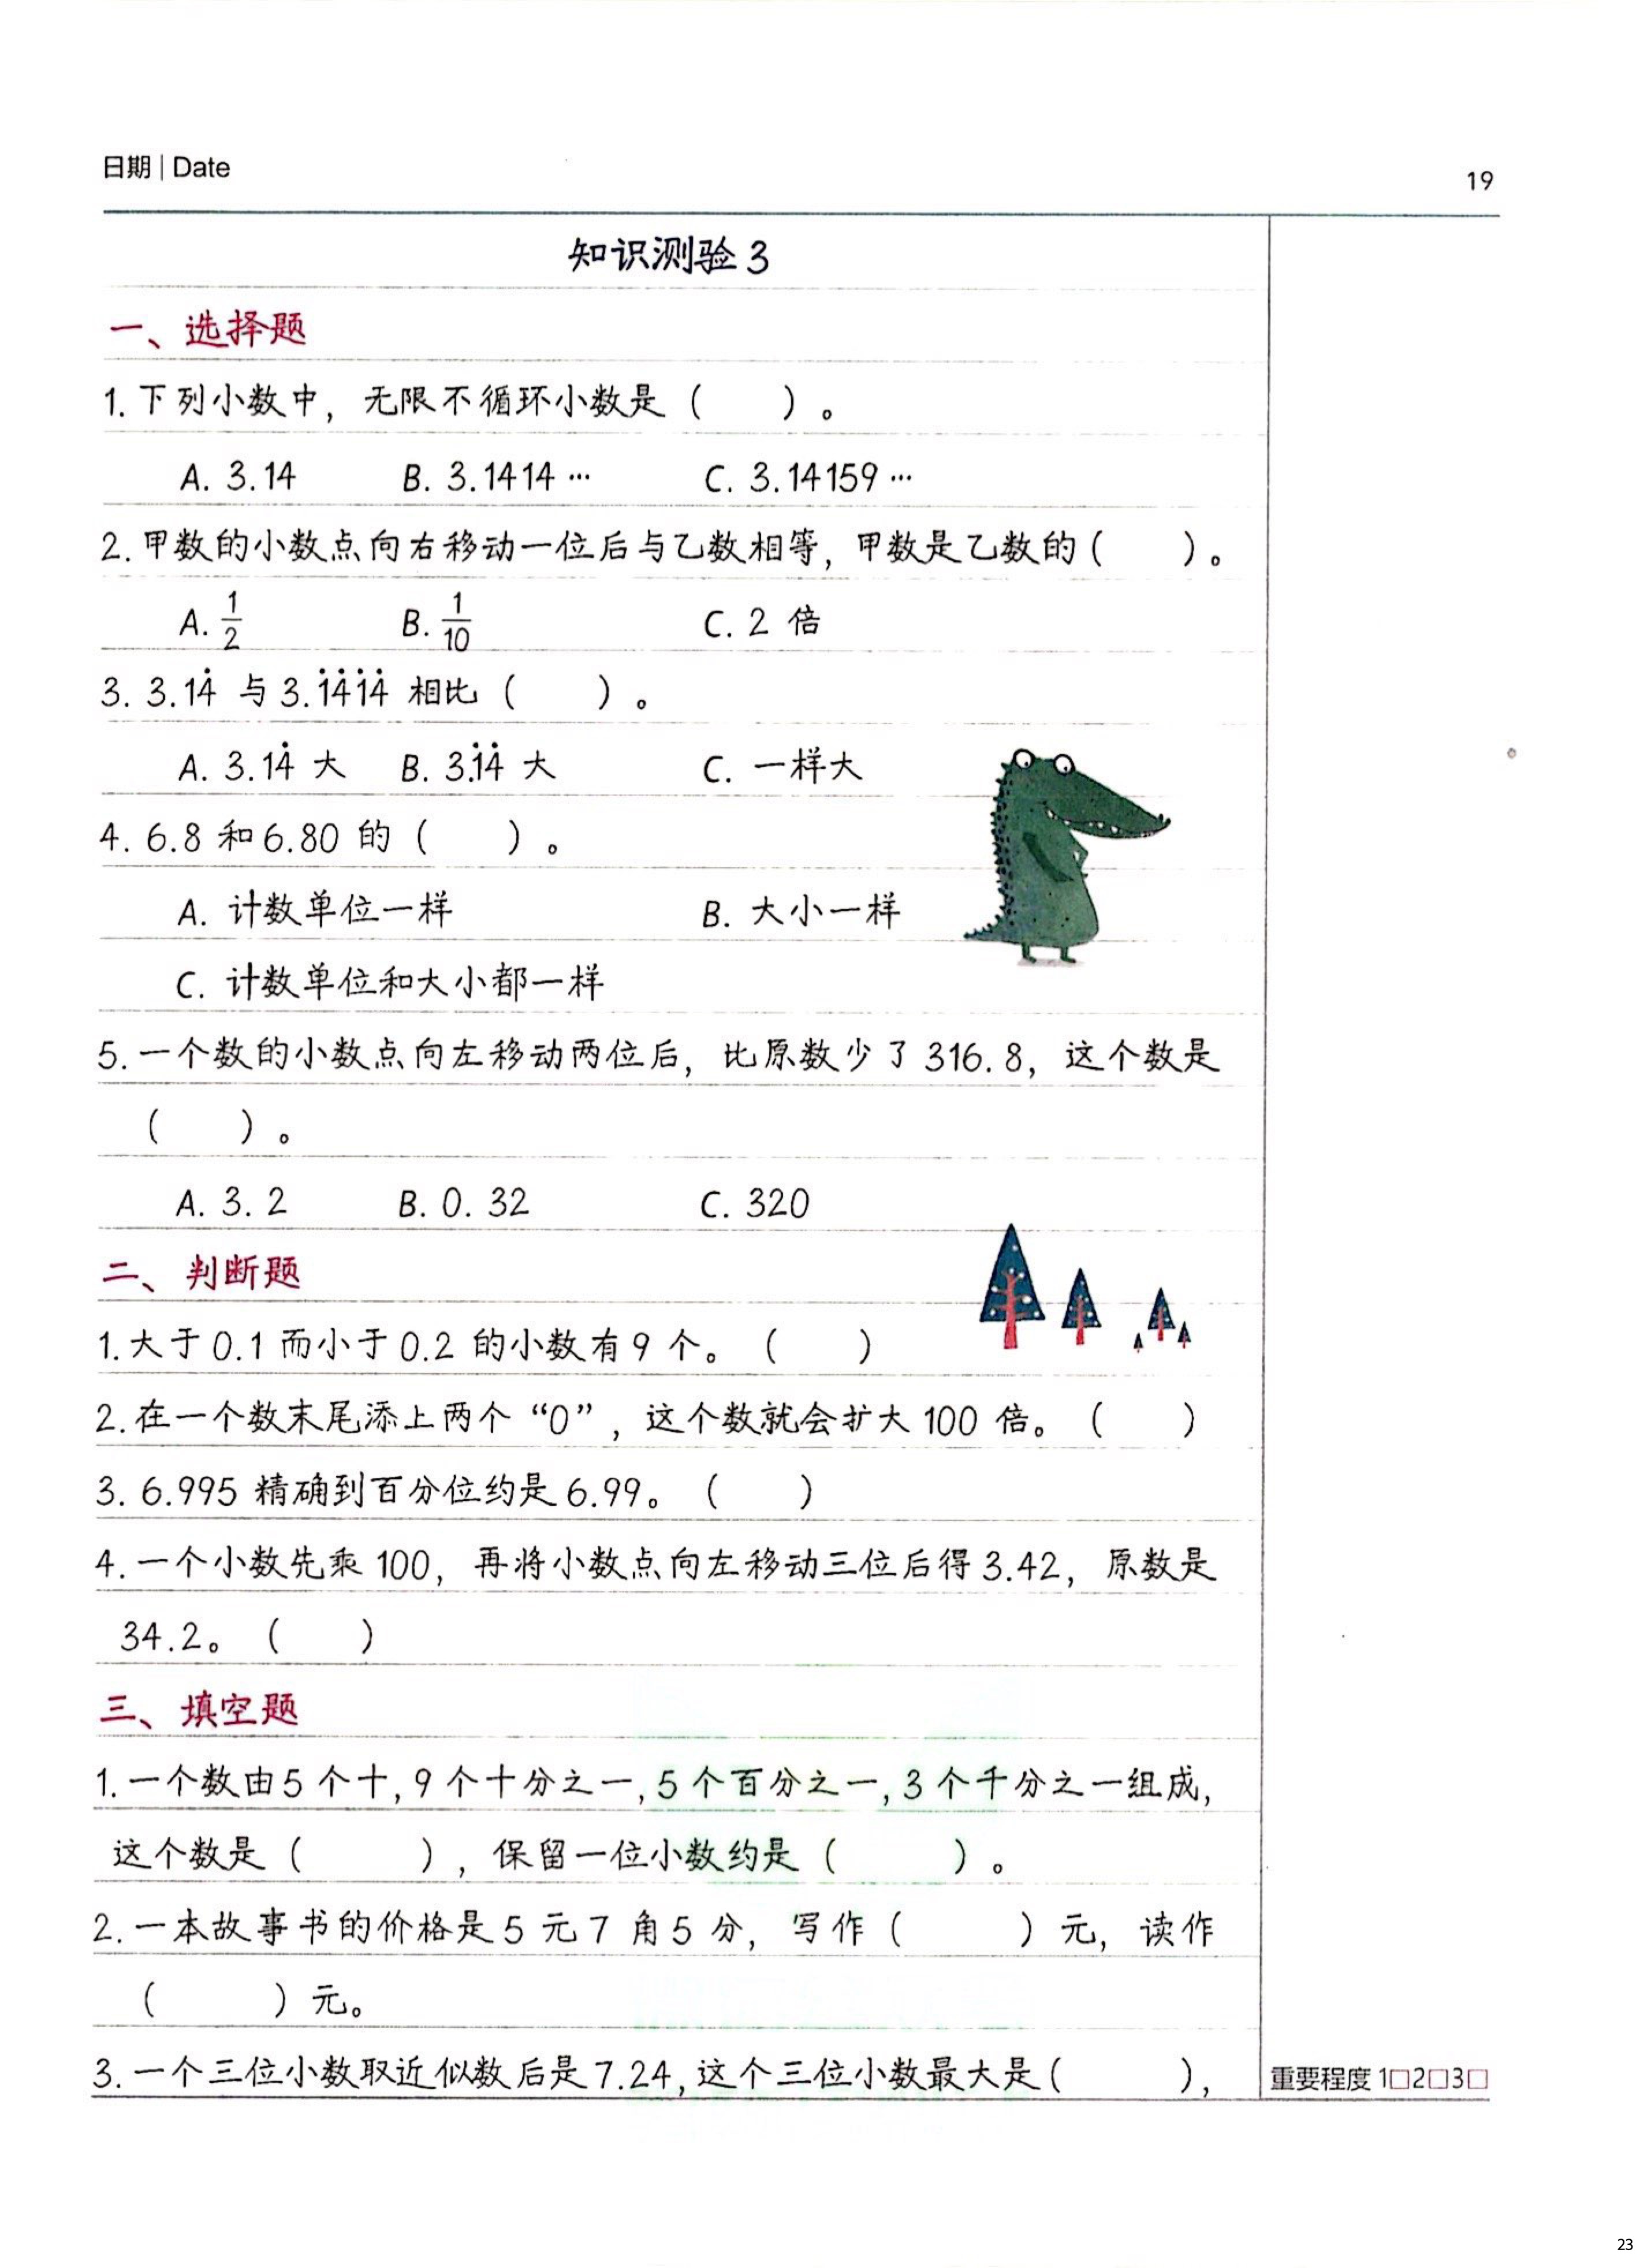 日期 | Date
19
知识测验3
一、选择题
1. 下列小数中，无限不循环小数是（　　）。
A. 3.14　B. 3.1414…　C. 3.14159…
2. 甲数的小数点向右移动一位后与乙数相等，甲数是乙数的（　　）。
A. 1/2　B. 1/10　C. 2 倍
3. 3.14̇ 与 3.1̇4̇1̇4̇ 相比（　　）。
A. 3.14̇ 大　B. 3.1̇4̇ 大　C. 一样大
4. 6.8 和 6.80 的（　　）。
A. 计数单位一样　B. 大小一样
C. 计数单位和大小都一样
5. 一个数的小数点向左移动两位后，比原数少了 316.8，这个数是
（　　）。
A. 3.2　B. 0.32　C. 320
二、判断题
1. 大于 0.1 而小于 0.2 的小数有 9 个。（　　）
2. 在一个数末尾添上两个“0”，这个数就会扩大 100 倍。（　　）
3. 6.995 精确到百分位约是 6.99。（　　）
4. 一个小数先乘 100，再将小数点向左移动三位后得 3.42，原数是
34.2。（　　）
三、填空题
1. 一个数由 5 个十，9 个十分之一，5 个百分之一，3 个千分之一组成，
这个数是（　　），保留一位小数约是（　　）。
2. 一本故事书的价格是 5 元 7 角 5 分，写作（　　）元，读作
（　　）元。
3. 一个三位小数取近似数后是 7.24，这个三位小数最大是（　　），
重要程度 1□2□3□
23